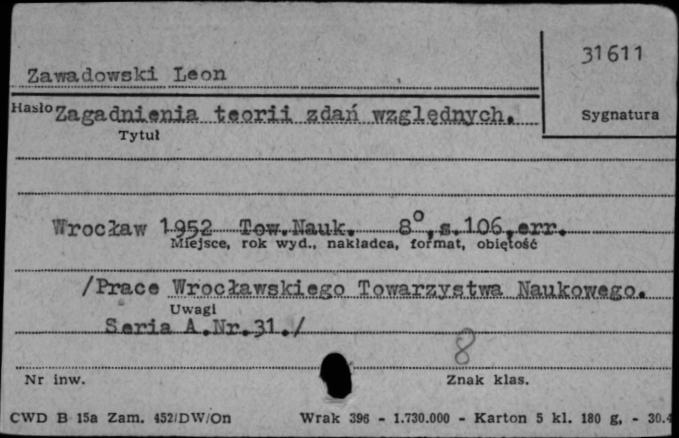 31611
Zawadowski Leon
Hasło Zagadnienia teorii zdań względnych. Sygnatura
Tytuł
Wrocław 1952 Tow.Nauk. 8°,s.106,err.
Miejsce, rok wyd., nakładca, format, objętość
/Prace Wrocławskiego Towarzystwa Naukowego.
Uwagi
Seria A.Nr.31./
8
Nr inw. Znak klas.
CWD B 15a Zam. 452/DW/On Wrak 396 - 1.730.000 - Karton 5 kl. 180 g, - 30.4